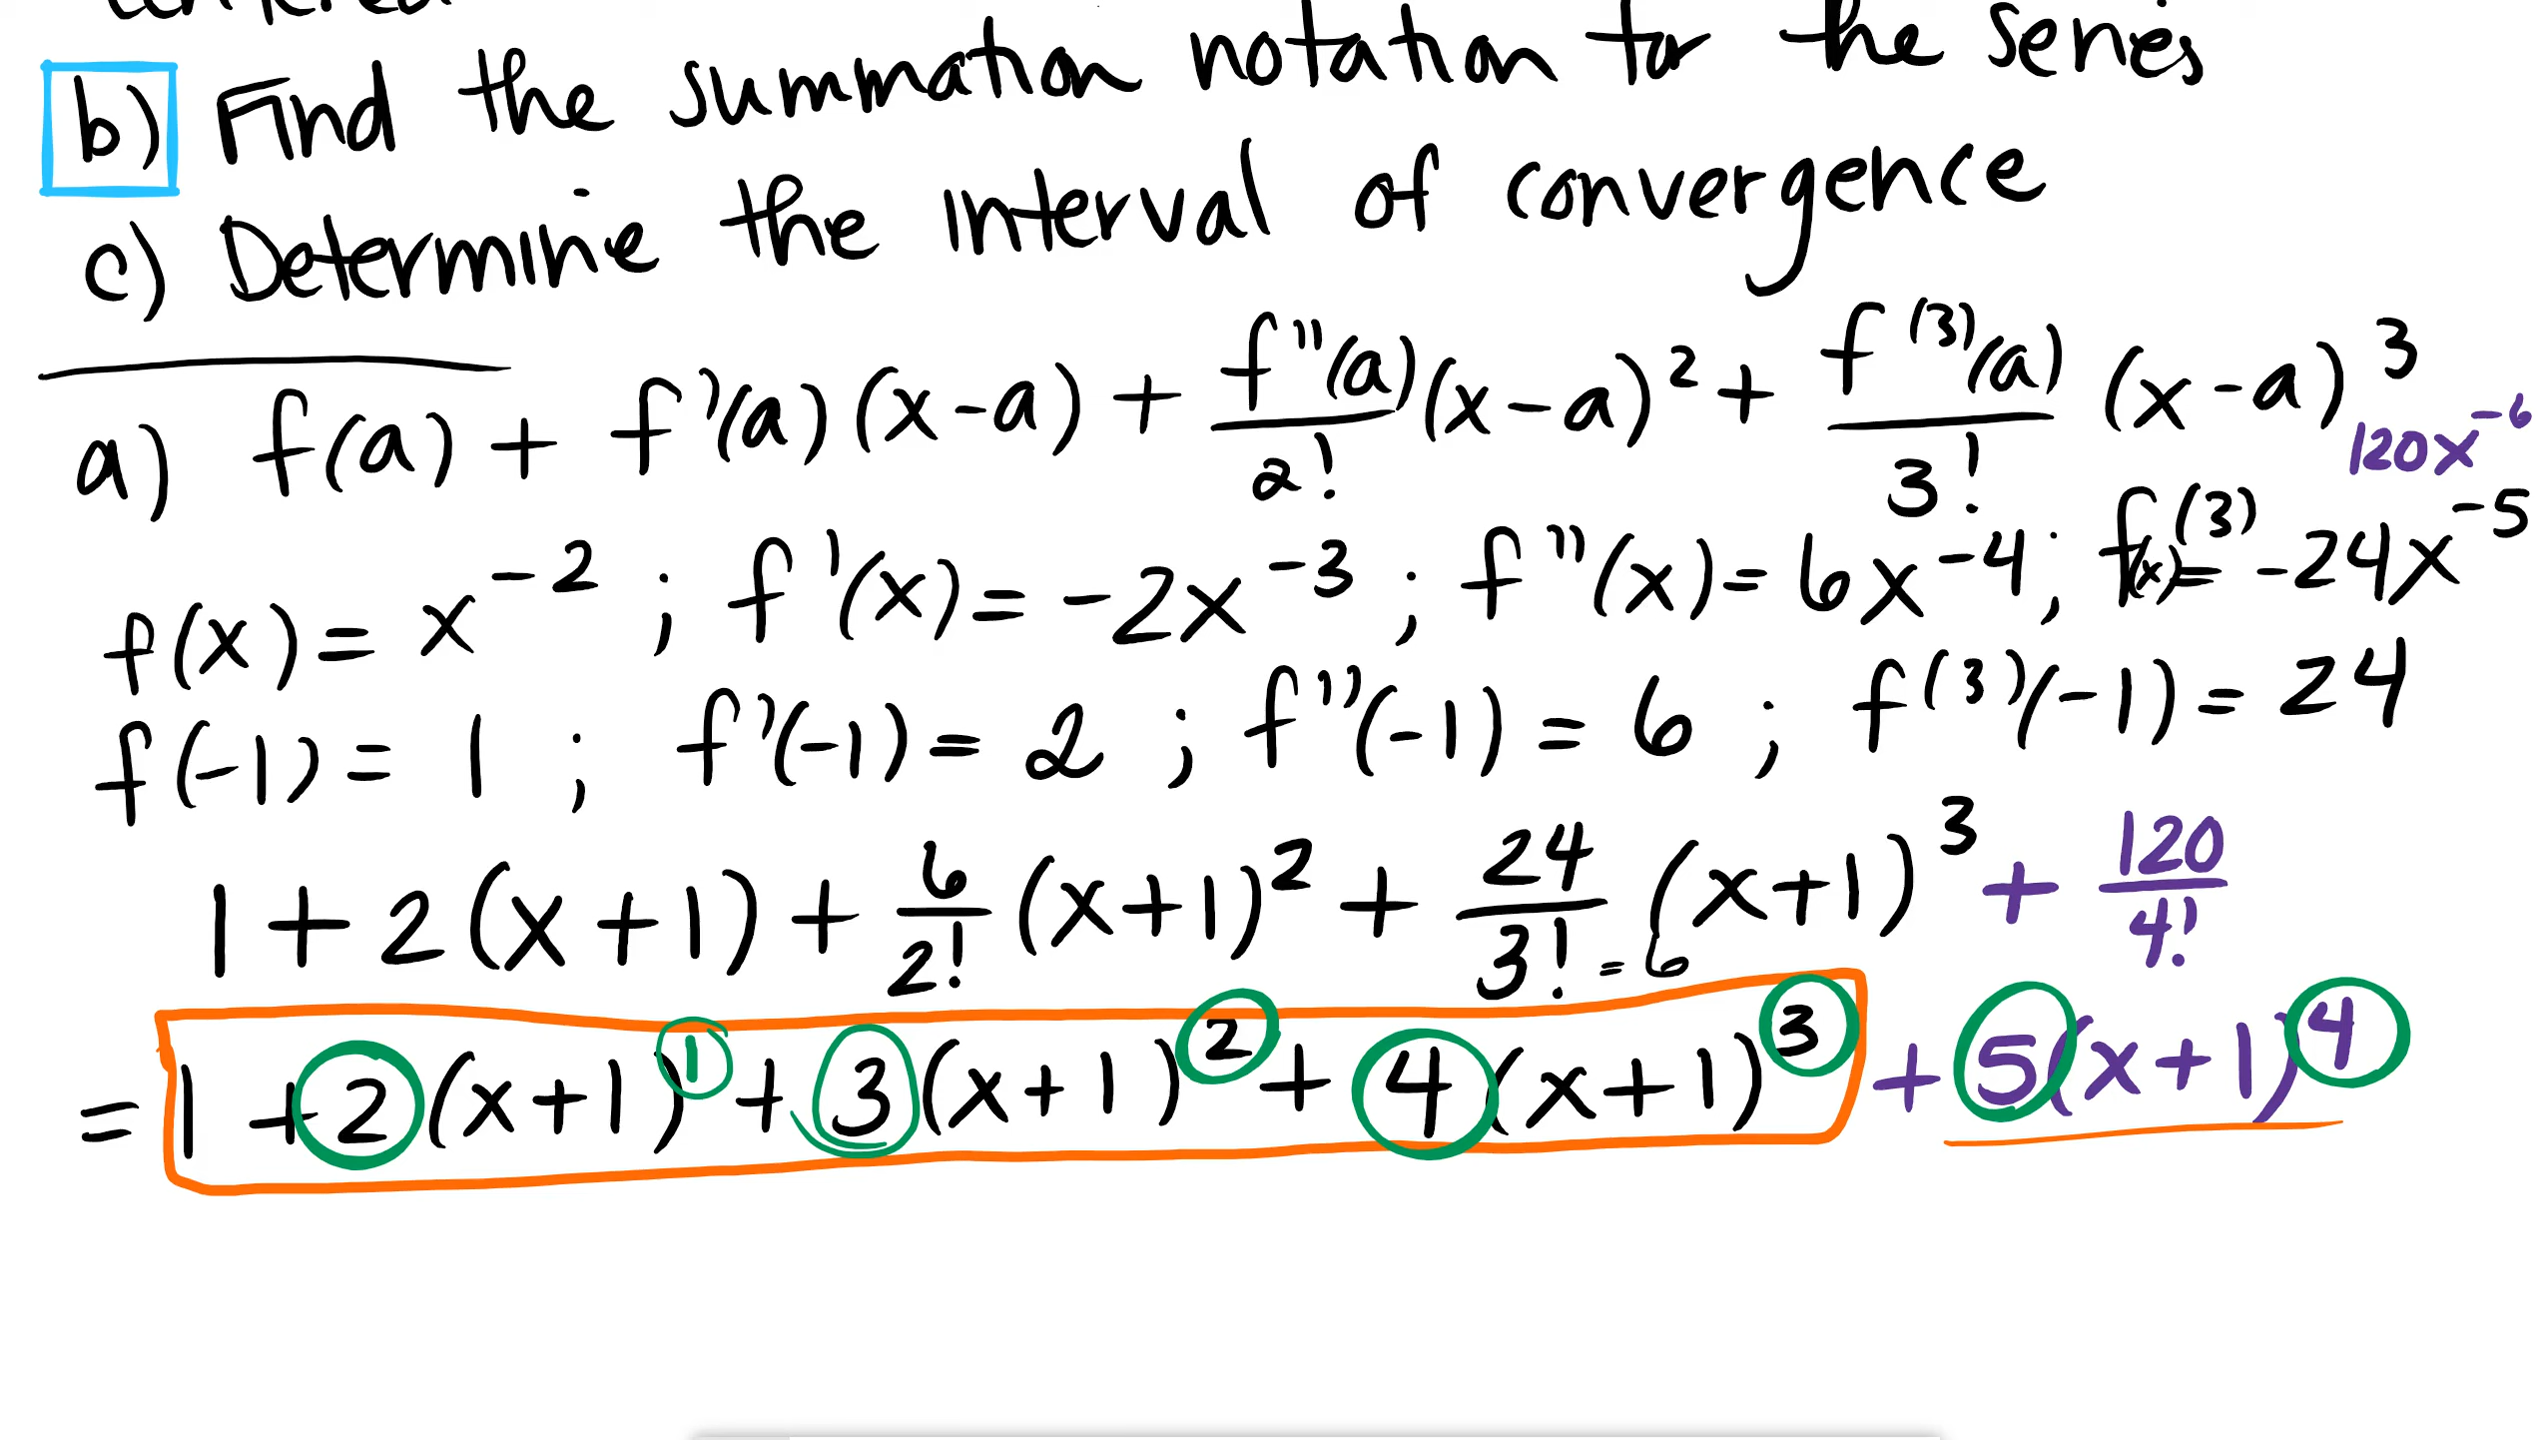 b) Find the summation notation for the series
c) Determine the interval of convergence
a) f(a) + f'(a)(x-a) + f''(a)/2! (x-a)² + f⁽³⁾(a)/3! (x-a)³
120x⁻⁶
f(x) = x⁻² ; f'(x) = -2x⁻³ ; f''(x) = 6x⁻⁴ ; f⁽³⁾(x) = -24x⁻⁵
f(-1) = 1 ; f'(-1) = 2 ; f''(-1) = 6 ; f⁽³⁾(-1) = 24
1 + 2(x+1) + 6/2! (x+1)² + 24/3! = 6 (x+1)³ + 120/4!
= 1 + 2(x+1)¹ + 3(x+1)² + 4(x+1)³ + 5(x+1)⁴